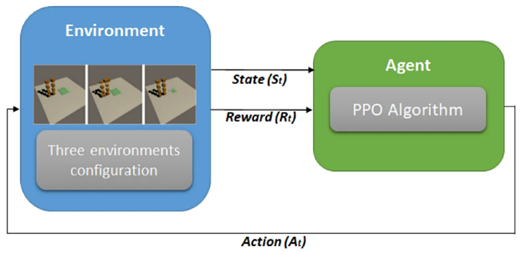 Environment
Three environments
configuration
State (St)
Reward (Rt)
Agent
PPO Algorithm
Action (At)